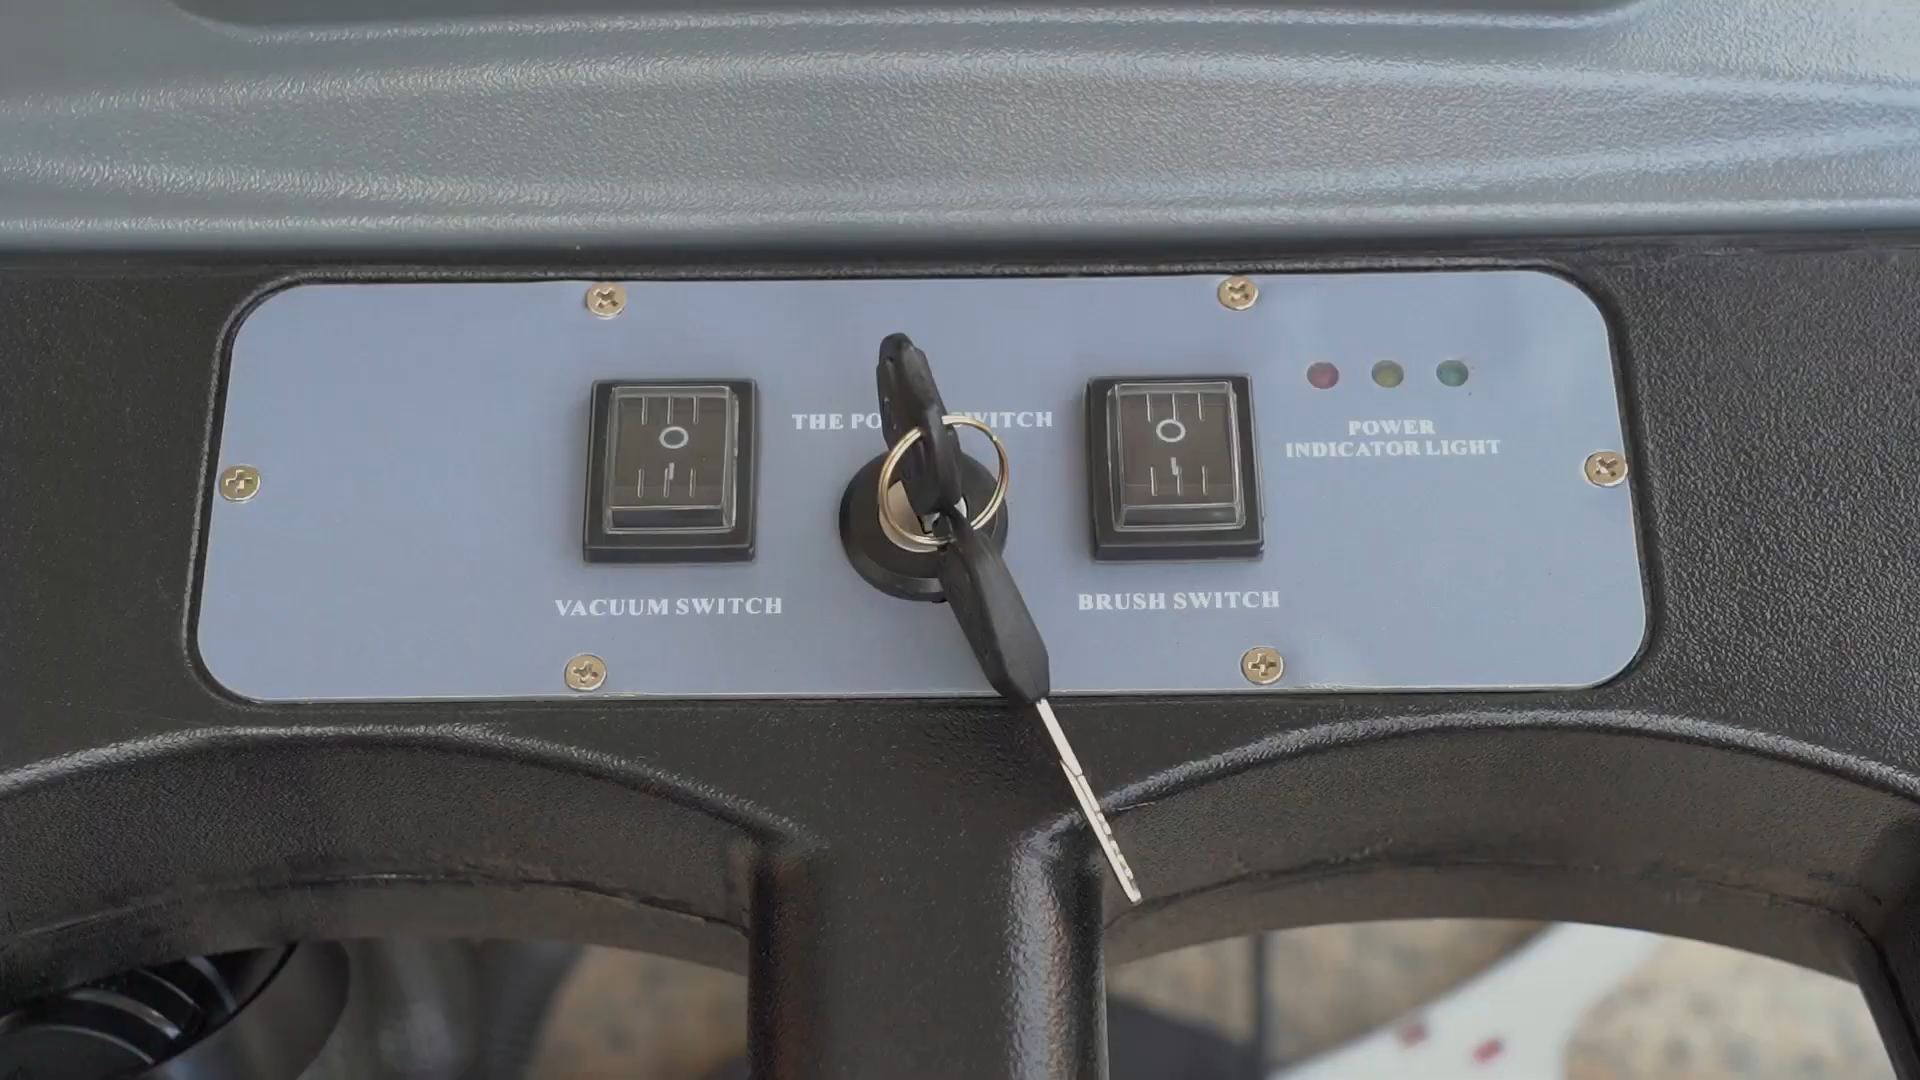 THE PO SWITCH
POWER
INDICATOR LIGHT
VACUUM SWITCH
BRUSH SWITCH